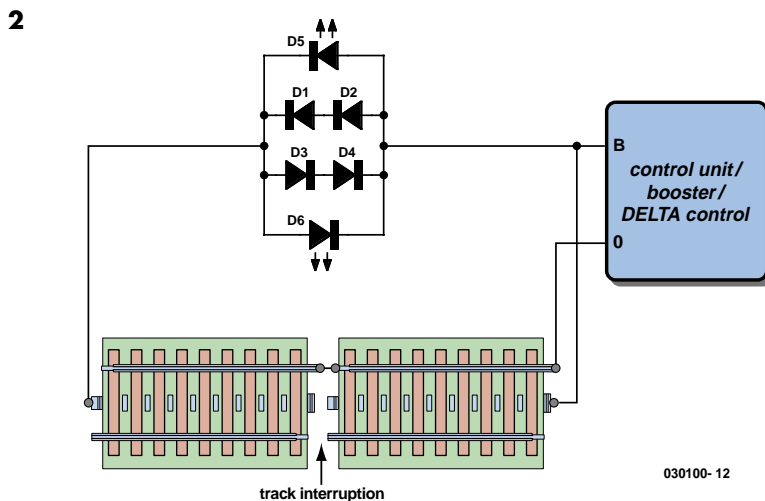 2
D5
D1 D2
D3 D4
D6
B
control unit /
booster /
DELTA control
0
track interruption
030100- 12